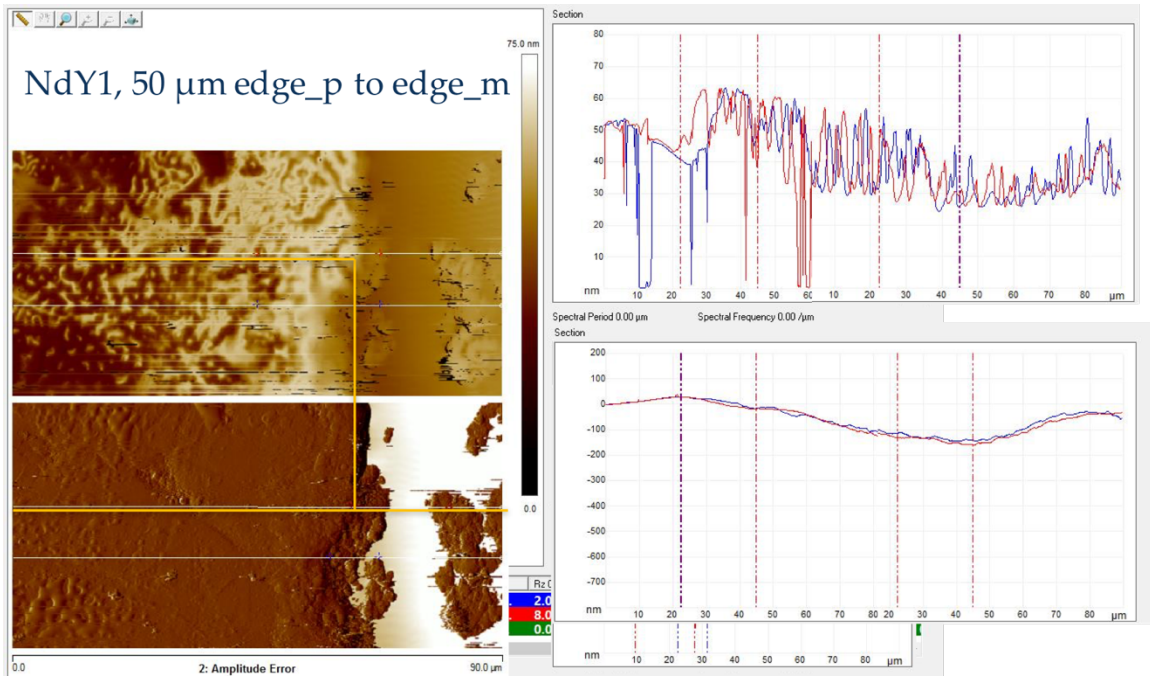 75.0 nm
NdY1, 50 µm edge_p to edge_m
0.0
0.0
2: Amplitude Error
90.0 µm
Section
80
70
60
50
40
30
20
10
nm
10 20 30 40 50 60 10 20 30 40 50 60 70 80 µm
Spectral Period 0.00 µm Spectral Frequency 0.00 /µm
Section
200
100
0
-100
-200
-300
-400
-500
-600
-700
nm
10 20 30 40 50 60 70 80 20 30 40 50 60 70 80 µm
Rz
2.0
8.0
0.0
nm
10 20 30 40 50 60 70 80 µm